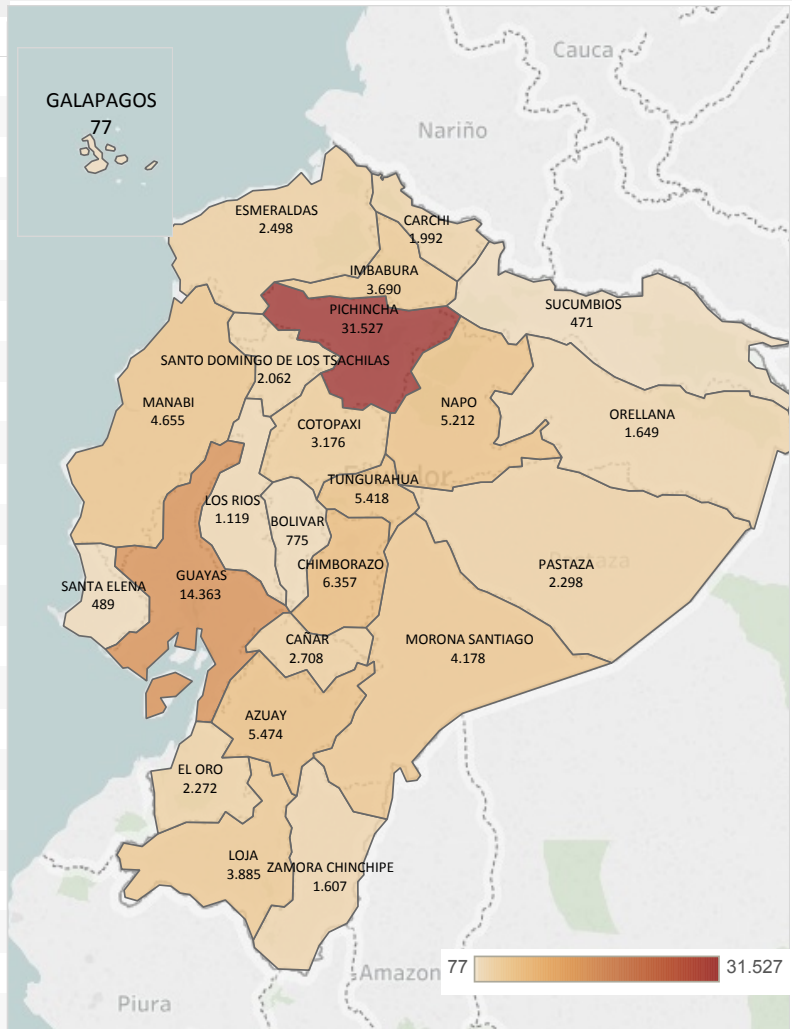 Cauca
GALAPAGOS
77
Nariño
ESMERALDAS
2.498
CARCHI
1.992
IMBABURA
3.690
SUCUMBIOS
471
PICHINCHA
31.527
SANTO DOMINGO DE LOS TSACHILAS
2.062
MANABI
4.655
NAPO
5.212
ORELLANA
1.649
COTOPAXI
3.176
Ecuador
TUNGURAHUA
5.418
LOS RIOS
1.119
BOLIVAR
775
CHIMBORAZO
6.357
Pastaza
PASTAZA
2.298
GUAYAS
14.363
SANTA ELENA
489
CAÑAR
2.708
MORONA SANTIAGO
4.178
AZUAY
5.474
EL ORO
2.272
LOJA
3.885
ZAMORA CHINCHIPE
1.607
77
31.527
Amazon
Piura